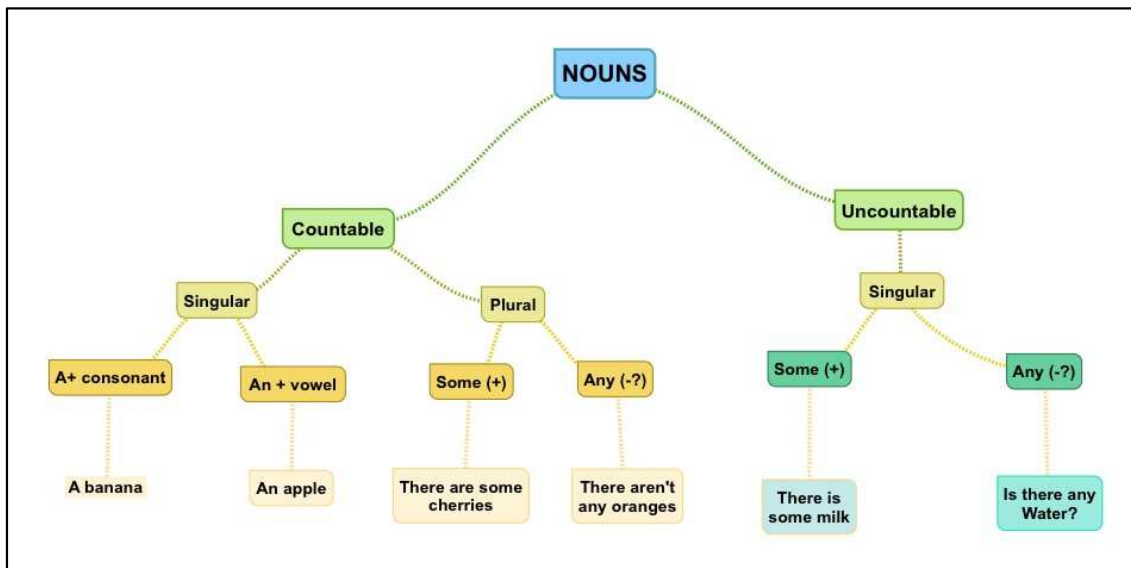 NOUNS
Countable
Uncountable
Singular
Plural
Singular
A+ consonant
An + vowel
Some (+)
Any (-?)
Some (+)
Any (-?)
A banana
An apple
There are some
cherries
There aren't
any oranges
There is
some milk
Is there any
Water?